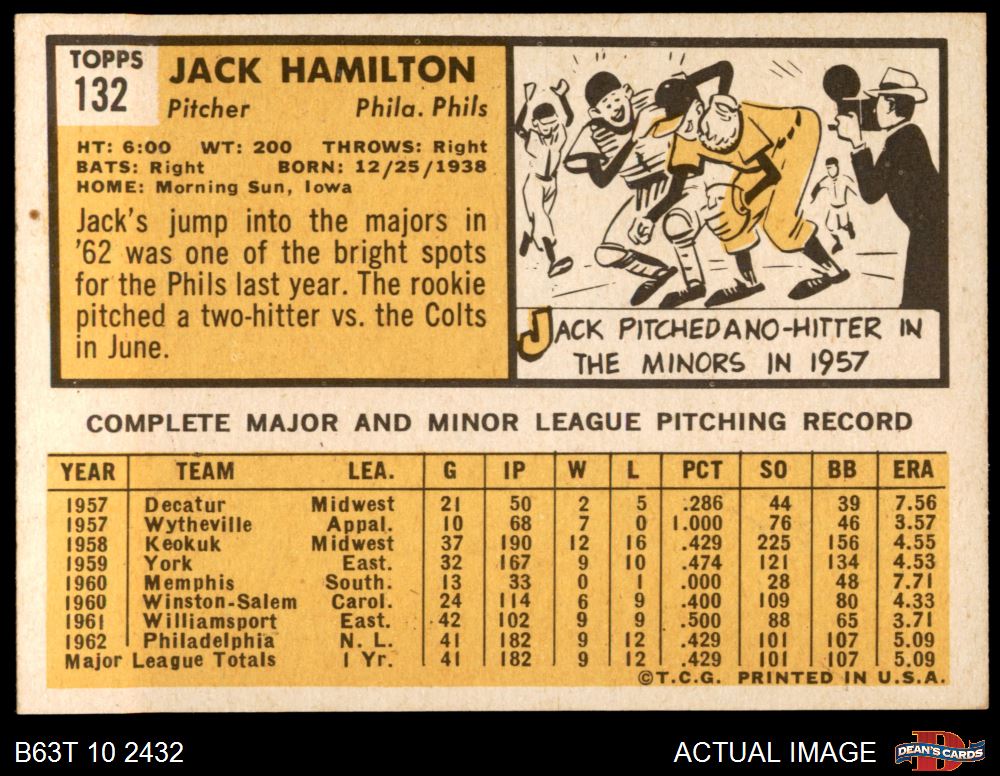 TOPPS
132
JACK HAMILTON
Pitcher Phila. Phils
HT: 6:00 WT: 200 THROWS: Right
BATS: Right BORN: 12/25/1938
HOME: Morning Sun, Iowa
Jack's jump into the majors in
'62 was one of the bright spots
for the Phils last year. The rookie
pitched a two-hitter vs. the Colts
in June.
JACK PITCHED A NO-HITTER IN
THE MINORS IN 1957
COMPLETE MAJOR AND MINOR LEAGUE PITCHING RECORD
YEAR TEAM LEA. G IP W L PCT SO BB ERA
1957 Decatur Midwest 21 50 2 5 .286 44 39 7.56
1957 Wytheville Appal. 10 68 7 0 1.000 76 46 3.57
1958 Keokuk Midwest 37 190 12 16 .429 225 156 4.55
1959 York East. 32 167 9 10 .474 121 134 4.53
1960 Memphis South. 13 33 0 1 .000 28 48 7.71
1960 Winston-Salem Carol. 24 114 6 9 .400 109 80 4.33
1961 Williamsport East. 42 102 9 9 .500 88 65 3.71
1962 Philadelphia N. L. 41 182 9 12 .429 101 107 5.09
Major League Totals 1 Yr. 41 182 9 12 .429 101 107 5.09
©T.C.G. PRINTED IN U.S.A.
B63T 10 2432 ACTUAL IMAGE DEAN'S CARDS